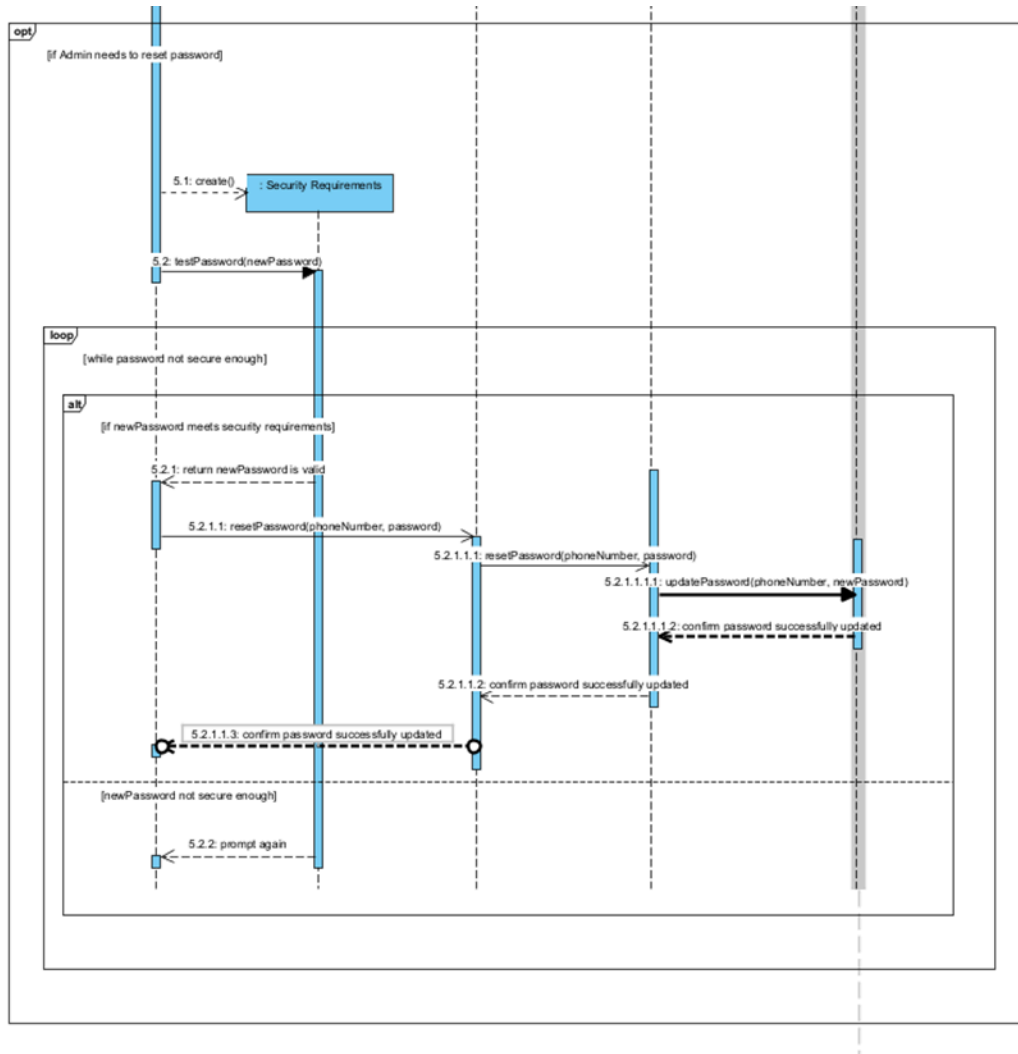 opt
[if Admin needs to reset password]
5.1: create()
: Security Requirements
5.2: testPassword(newPassword)
loop
[while password not secure enough]
alt
[if newPassword meets security requirements]
5.2.1: return newPassword is valid
5.2.1.1: resetPassword(phoneNumber, password)
5.2.1.1.1: resetPassword(phoneNumber, password)
5.2.1.1.1.1: updatePassword(phoneNumber, newPassword)
5.2.1.1.1.2: confirm password successfully updated
5.2.1.1.2: confirm password successfully updated
5.2.1.1.3: confirm password successfully updated
[newPassword not secure enough]
5.2.2: prompt again